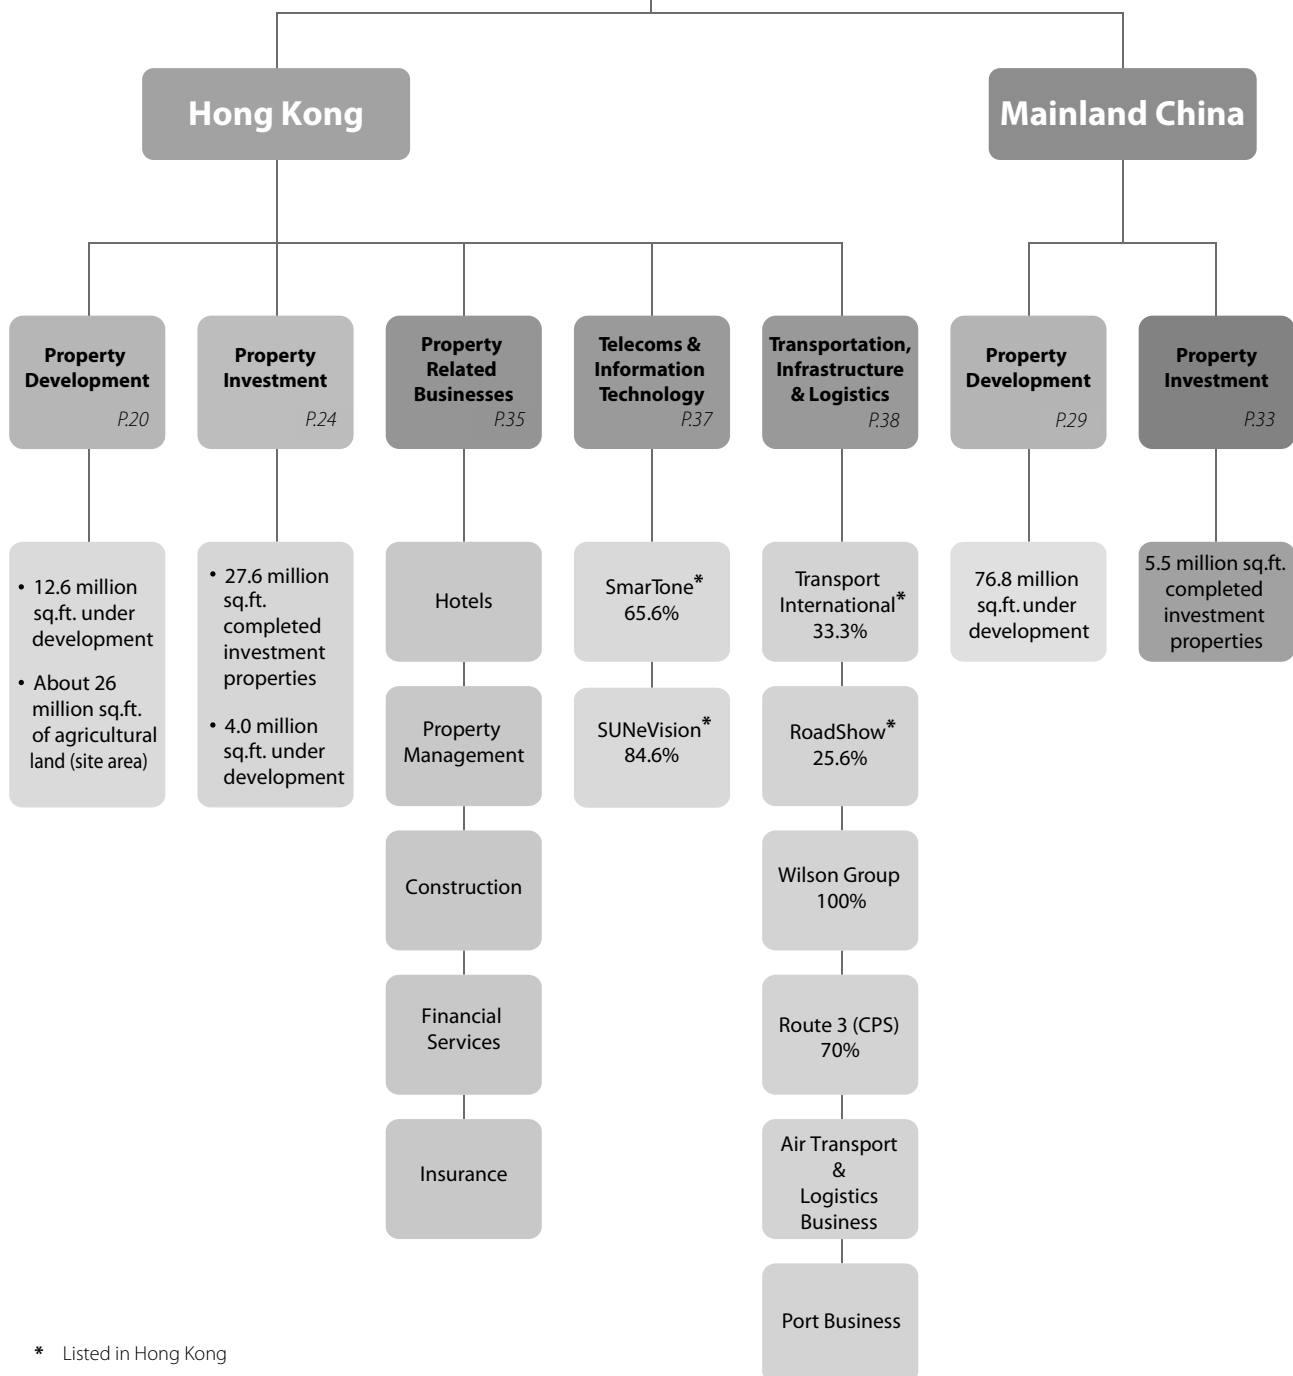 Hong Kong
Mainland China
Property
Development
P.20
Property
Investment
P.24
Property
Related
Businesses
P.35
Telecoms &
Information
Technology
P.37
Transportation,
Infrastructure
& Logistics
P.38
Property
Development
P.29
Property
Investment
P.33
• 12.6 million
sq.ft. under
development
• About 26
million sq.ft.
of agricultural
land (site area)
• 27.6 million
sq.ft.
completed
investment
properties
• 4.0 million
sq.ft. under
development
Hotels
Property
Management
Construction
Financial
Services
Insurance
SmarTone*
65.6%
SUNeVision*
84.6%
Transport
International*
33.3%
RoadShow*
25.6%
Wilson Group
100%
Route 3 (CPS)
70%
Air Transport
&
Logistics
Business
Port Business
76.8 million
sq.ft. under
development
5.5 million sq.ft.
completed
investment
properties
* Listed in Hong Kong